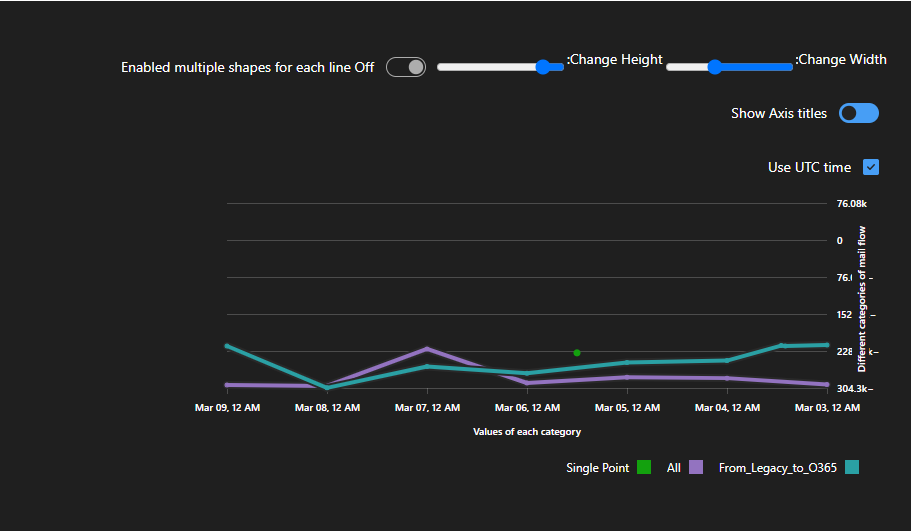 Enabled multiple shapes for each line Off
:Change Height
:Change Width
Show Axis titles
Use UTC time
76.08k
0
76.0 –
152 –
228 k–
304.3k–
Different categories of mail flow
Mar 09, 12 AM
Mar 08, 12 AM
Mar 07, 12 AM
Mar 06, 12 AM
Mar 05, 12 AM
Mar 04, 12 AM
Mar 03, 12 AM
Values of each category
Single Point
All
From_Legacy_to_O365